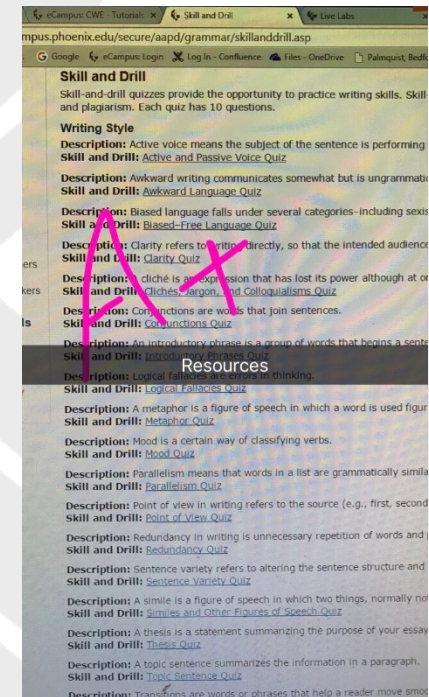 eCampus: CWE - Tutorials × Skill and Drill × Live Labs
mpus.phoenix.edu/secure/aapd/grammar/skillanddrill.asp
Google eCampus: Login Log In - Confluence Files - OneDrive Palmquist, Bedfo
Skill and Drill
Skill-and-drill quizzes provide the opportunity to practice writing skills. Skill-
and plagiarism. Each quiz has 10 questions.
Writing Style
Description: Active voice means the subject of the sentence is performing
Skill and Drill: Active and Passive Voice Quiz
Description: Awkward writing communicates somewhat but is ungrammatic
Skill and Drill: Awkward Language Quiz
Description: Biased language falls under several categories—including sexis
Skill and Drill: Biased-Free Language Quiz
Description: Clarity refers to writing directly, so that the intended audience
Skill and Drill: Clarity Quiz
ers
Description: A cliché is an expression that has lost its power although at on
kers
Skill and Drill: Clichés, Jargon, and Colloquialisms Quiz
Description: Conjunctions are words that join sentences.
ls
Skill and Drill: Conjunctions Quiz
A+
Description: An introductory phrase is a group of words that begins a sente
Skill and Drill: Introductory Phrases Quiz
Resources
Description: Logical fallacies are errors in thinking.
Skill and Drill: Logical Fallacies Quiz
Description: A metaphor is a figure of speech in which a word is used figur
Skill and Drill: Metaphor Quiz
Description: Mood is a certain way of classifying verbs.
Skill and Drill: Mood Quiz
Description: Parallelism means that words in a list are grammatically simila
Skill and Drill: Parallelism Quiz
Description: Point of view in writing refers to the source (e.g., first, second
Skill and Drill: Point of View Quiz
Description: Redundancy in writing is unnecessary repetition of words and p
Skill and Drill: Redundancy Quiz
Description: Sentence variety refers to altering the sentence structure and
Skill and Drill: Sentence Variety Quiz
Description: A simile is a figure of speech in which two things, normally not
Skill and Drill: Similes and Other Figures of Speech Quiz
Description: A thesis is a statement summarizing the purpose of your essay
Skill and Drill: Thesis Quiz
Description: A topic sentence summarizes the information in a paragraph.
Skill and Drill: Topic Sentence Quiz
Description: Transitions are words or phrases that help a reader move smoo